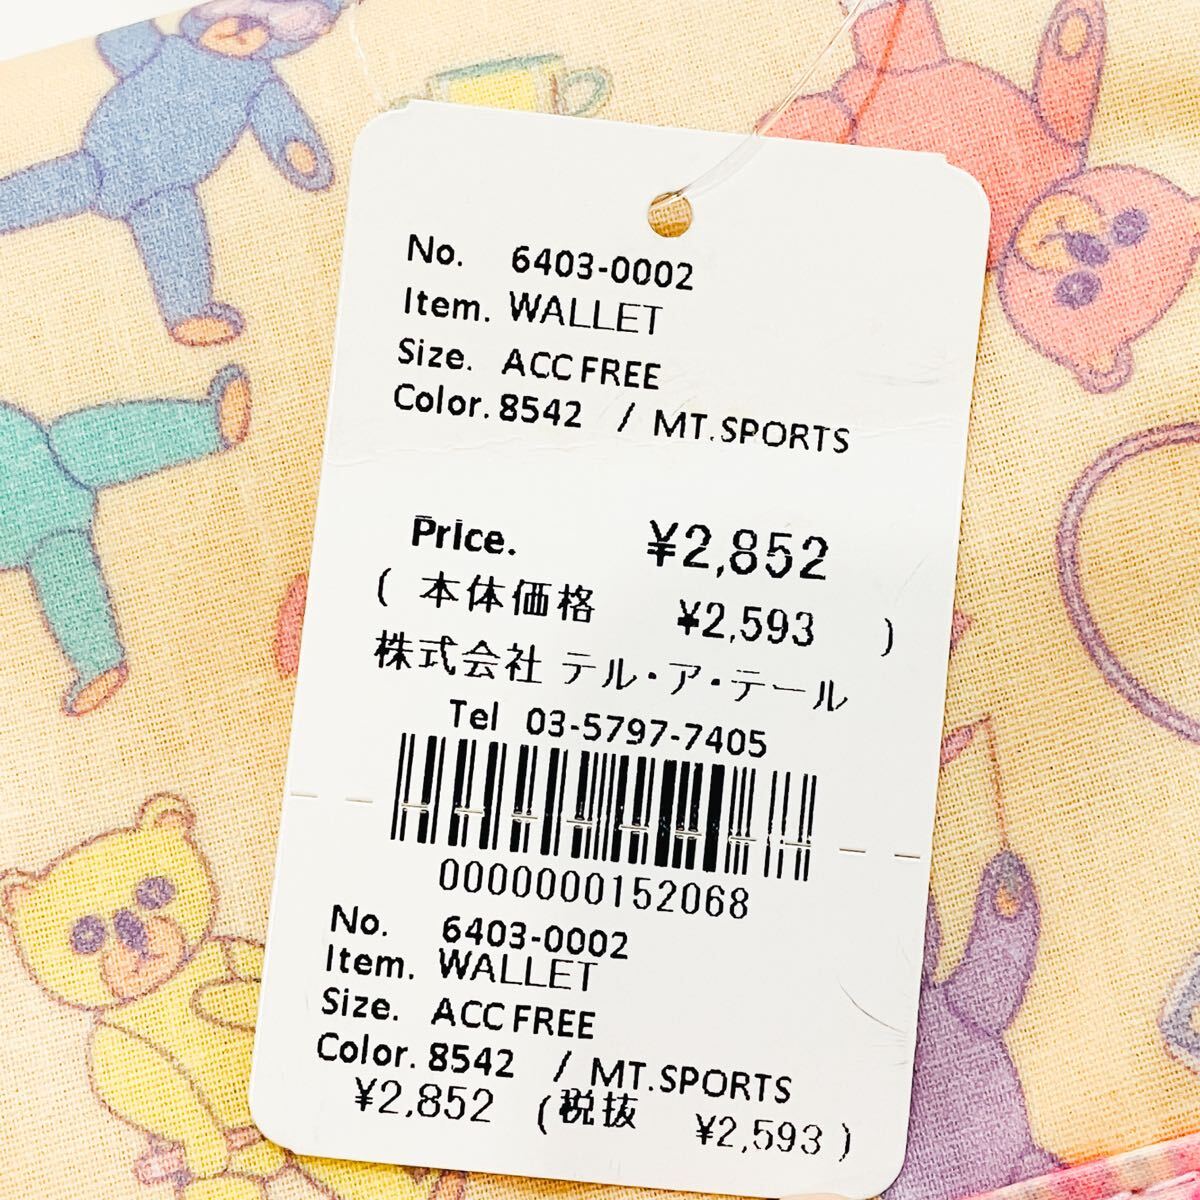 No. 6403-0002
Item. WALLET
Size. ACC FREE
Color. 8542 / MT.SPORTS
Price. ¥2,852
( 本体価格 ¥2,593 )
株式会社 テル・ア・テール
Tel 03-5797-7405
0000000152068
No. 6403-0002
Item. WALLET
Size. ACC FREE
Color. 8542 / MT.SPORTS
¥2,852 (税抜 ¥2,593 )